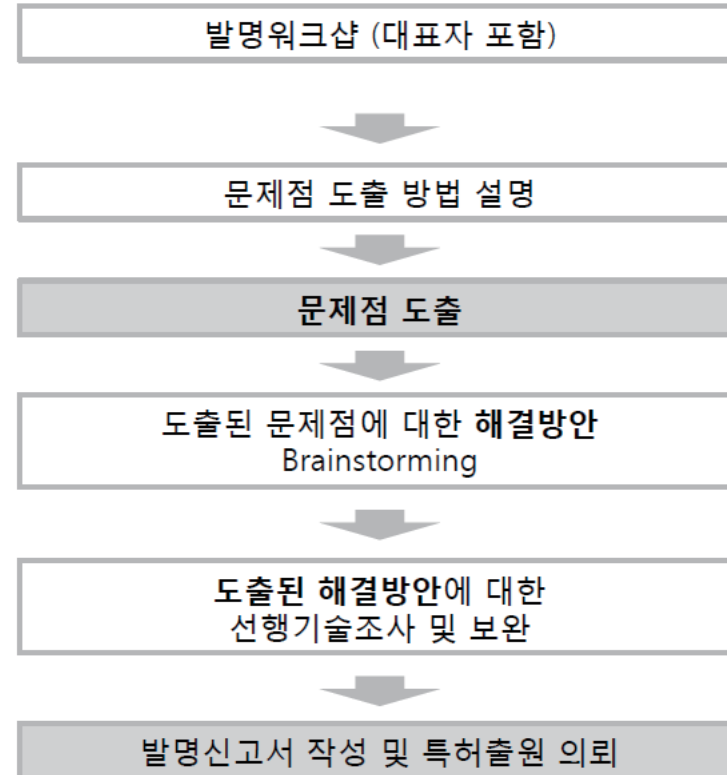 발명워크샵 (대표자 포함)
문제점 도출 방법 설명
문제점 도출
도출된 문제점에 대한 해결방안
Brainstorming
도출된 해결방안에 대한
선행기술조사 및 보완
발명신고서 작성 및 특허출원 의뢰